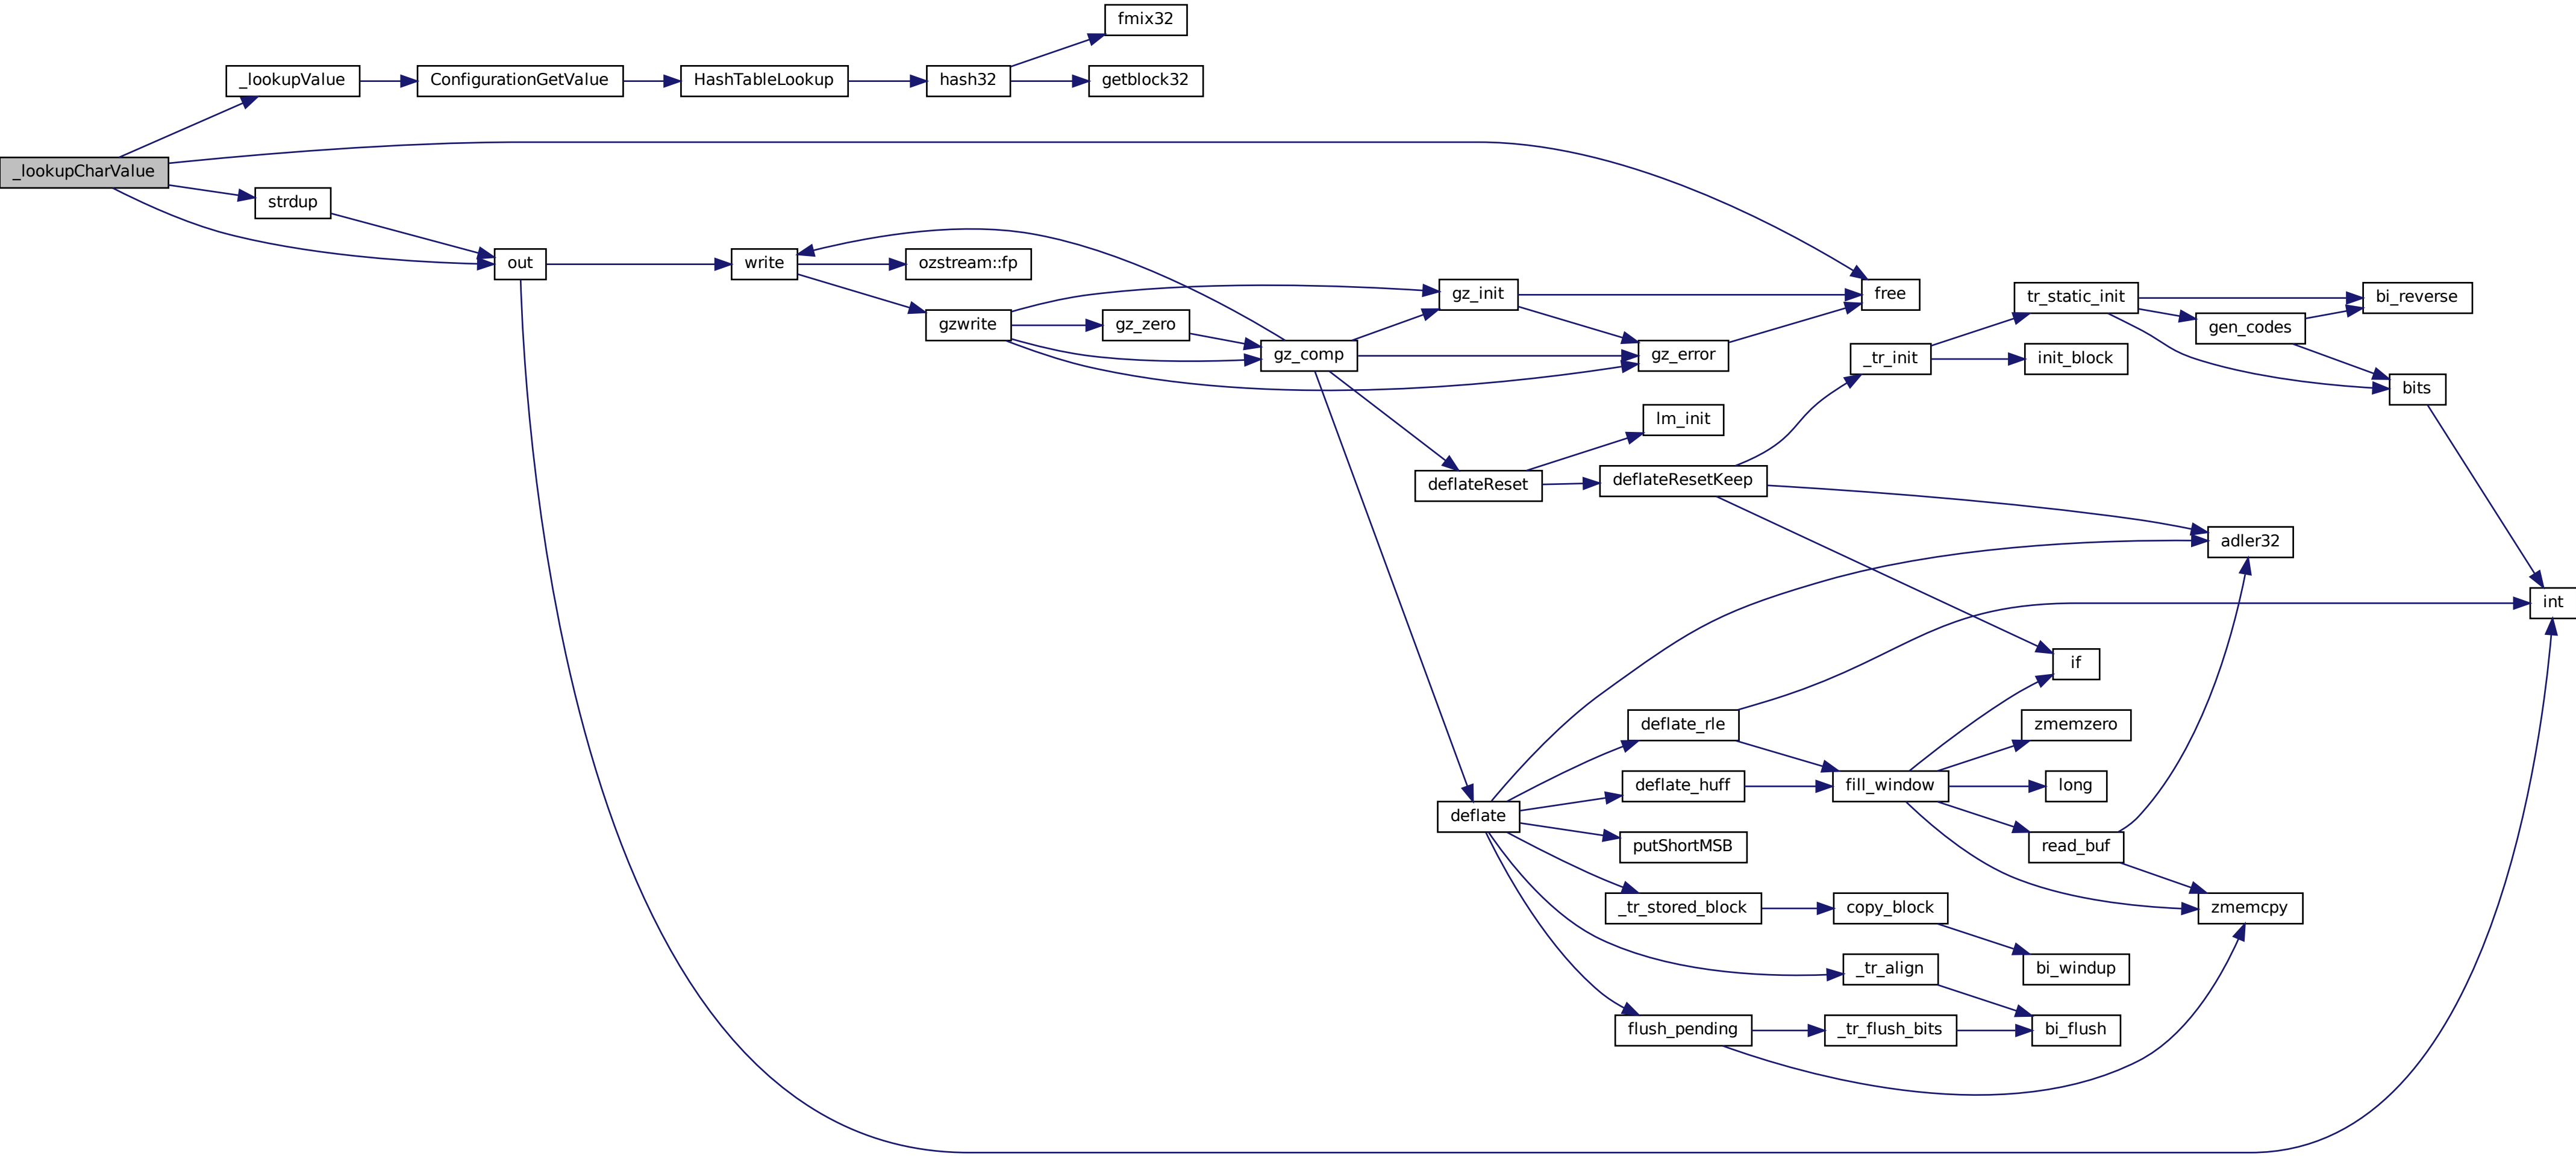 fmix32
_lookupValue
ConfigurationGetValue
HashTableLookup
hash32
getblock32
_lookupCharValue
strdup
out
write
ozstream::fp
gz_init
free
tr_static_init
bi_reverse
gzwrite
gz_zero
gz_comp
gz_error
_tr_init
init_block
gen_codes
bits
lm_init
deflateReset
deflateResetKeep
adler32
int
if
deflate_rle
zmemzero
deflate_huff
fill_window
long
deflate
putShortMSB
read_buf
_tr_stored_block
copy_block
zmemcpy
_tr_align
bi_windup
flush_pending
_tr_flush_bits
bi_flush